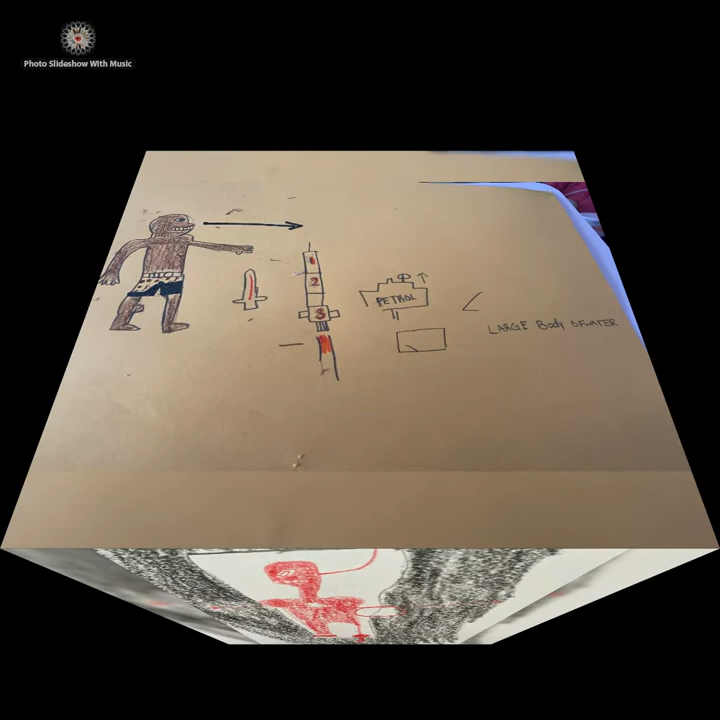 Photo Slideshow With Music
1
2
3
PETROL
LARGE Body OF WATER